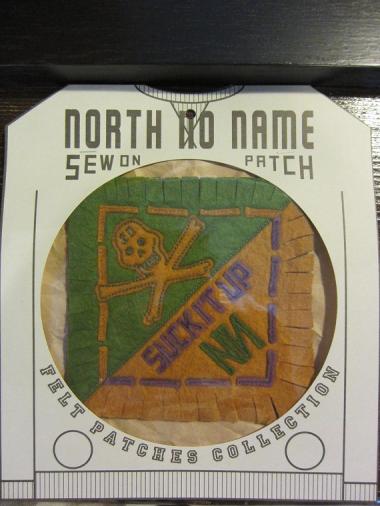 NORTH NO NAME
SEW ON PATCH
SUCK IT UP
NN
FELT PATCHES COLLECTION